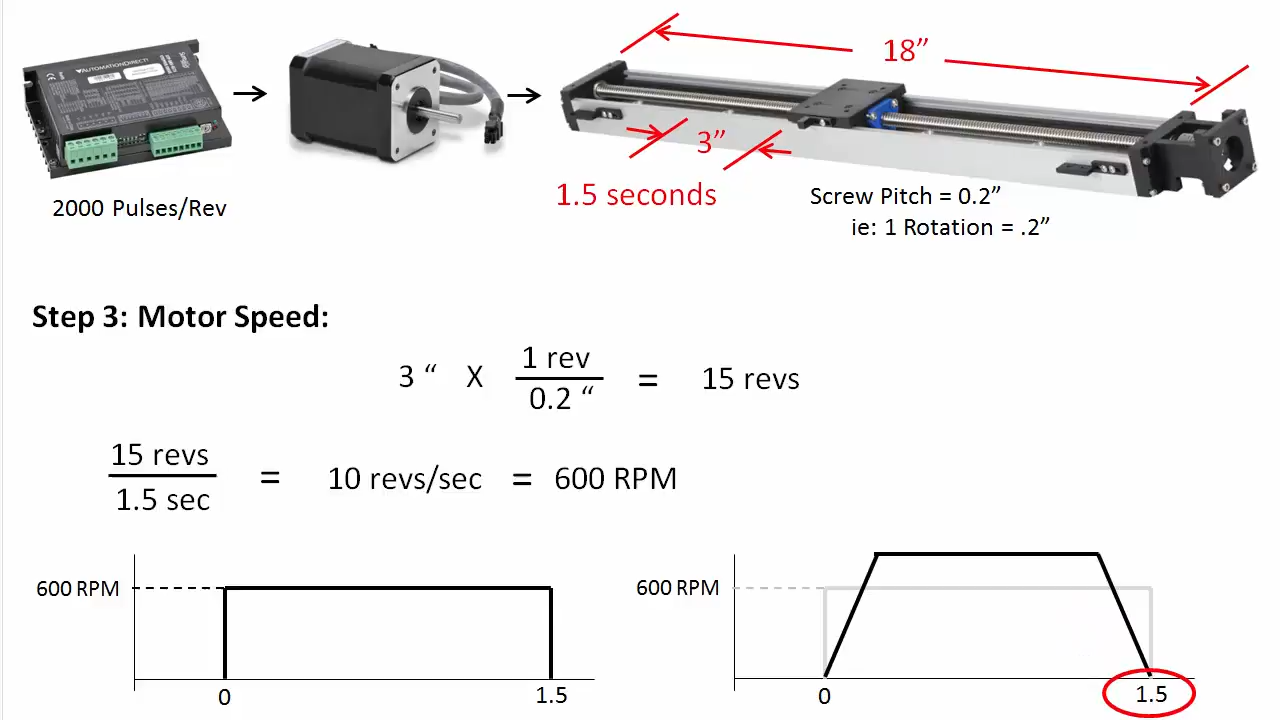 AUTOMATIONDIRECT
18”
3”
1.5 seconds
2000 Pulses/Rev
Screw Pitch = 0.2”
ie: 1 Rotation = .2”
Step 3: Motor Speed:
3 “ X 1 rev / 0.2 “ = 15 revs
15 revs / 1.5 sec = 10 revs/sec = 600 RPM
600 RPM
0
1.5
600 RPM
0
1.5